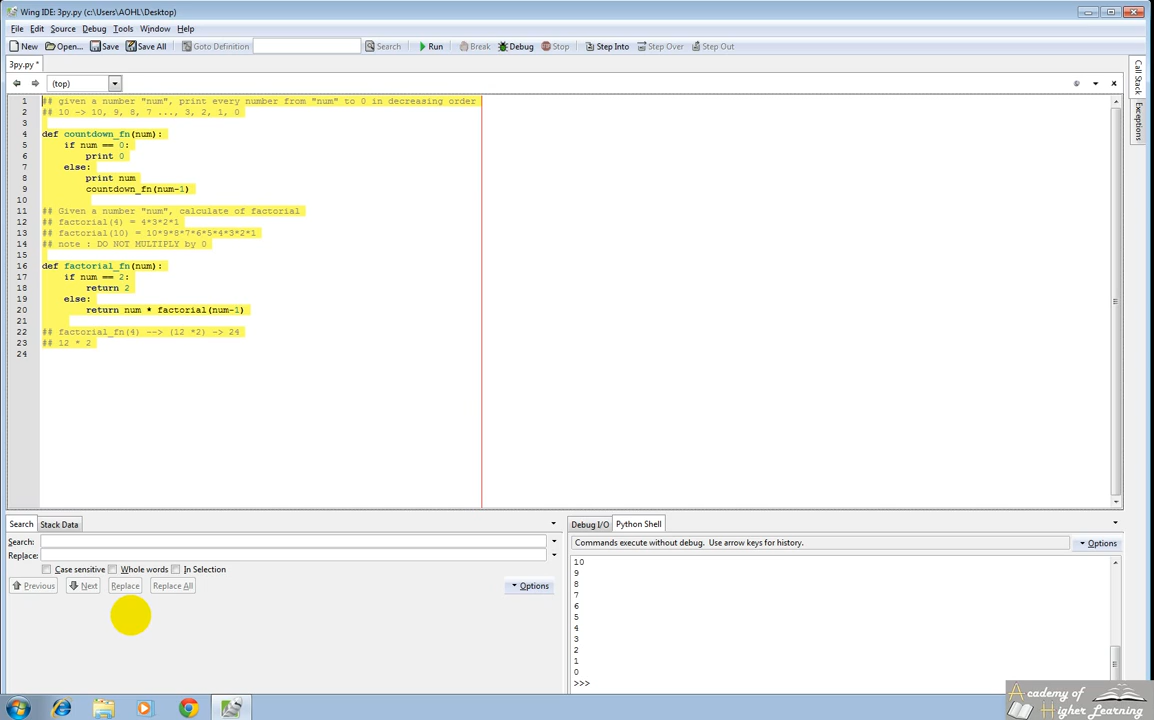 Wing IDE: 3py.py (c:\Users\AOHL\Desktop)
File Edit Source Debug Tools Window Help
New Open... Save Save All Goto Definition Search Run Break Debug Stop Step Into Step Over Step Out
3py.py *
(top)
1 ## given a number "num", print every number from "num" to 0 in decreasing order
2 ## 10 -> 10, 9, 8, 7 ..., 3, 2, 1, 0
3
4 def countdown_fn(num):
5 if num == 0:
6 print 0
7 else:
8 print num
9 countdown_fn(num-1)
10
11 ## Given a number "num", calculate of factorial
12 ## factorial(4) = 4*3*2*1
13 ## factorial(10) = 10*9*8*7*6*5*4*3*2*1
14 ## note : DO NOT MULTIPLY by 0
15
16 def factorial_fn(num):
17 if num == 2:
18 return 2
19 else:
20 return num * factorial(num-1)
21
22 ## factorial_fn(4) --> (12 *2) -> 24
23 ## 12 * 2
24
Call Stack
Exceptions
Search Stack Data
Search:
Replace:
Case sensitive Whole words In Selection
Previous Next Replace Replace All Options
Debug I/O Python Shell
Commands execute without debug. Use arrow keys for history. Options
10
9
8
7
6
5
4
3
2
1
0
>>>
Academy of
Higher Learning